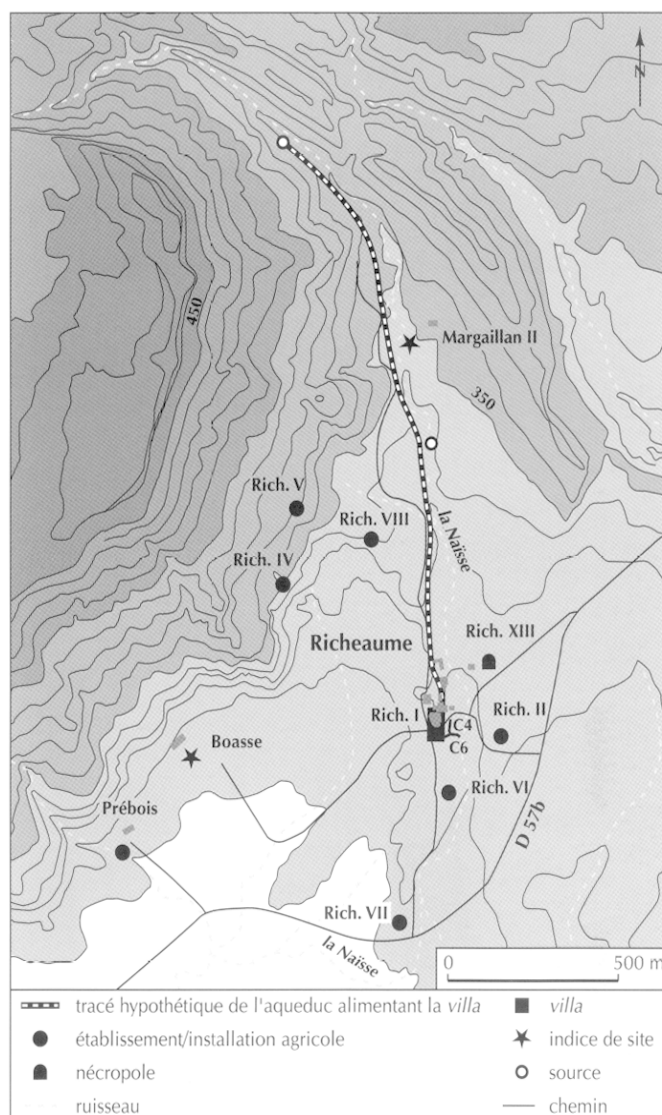 N
450
Margaillan II
350
Rich. V
Rich. VIII
la Naïsse
Rich. IV
Richeaume
Rich. XIII
Rich. I
Rich. II
C4
C6
Boasse
Rich. VI
Prébois
D 57b
Rich. VII
la Naïsse
0 500 m
tracé hypothétique de l'aqueduc alimentant la villa
villa
établissement/installation agricole
indice de site
nécropole
source
ruisseau
chemin